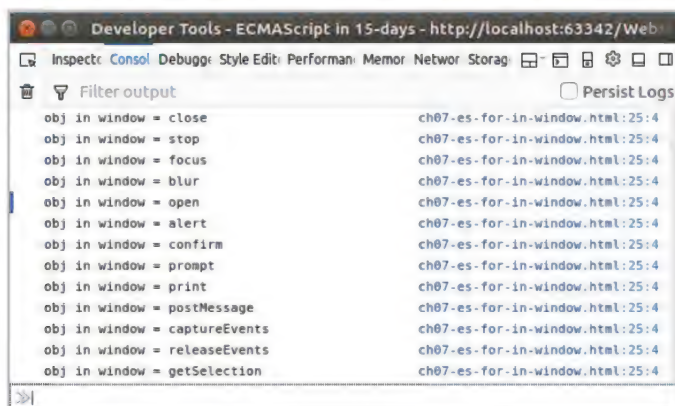 Developer Tools - ECMAScript in 15-days - http://localhost:63342/Web
Inspect Consol Debugg Style Edit Performan Memor Networ Storag
Filter output Persist Logs
obj in window = close ch07-es-for-in-window.html:25:4
obj in window = stop ch07-es-for-in-window.html:25:4
obj in window = focus ch07-es-for-in-window.html:25:4
obj in window = blur ch07-es-for-in-window.html:25:4
obj in window = open ch07-es-for-in-window.html:25:4
obj in window = alert ch07-es-for-in-window.html:25:4
obj in window = confirm ch07-es-for-in-window.html:25:4
obj in window = prompt ch07-es-for-in-window.html:25:4
obj in window = print ch07-es-for-in-window.html:25:4
obj in window = postMessage ch07-es-for-in-window.html:25:4
obj in window = captureEvents ch07-es-for-in-window.html:25:4
obj in window = releaseEvents ch07-es-for-in-window.html:25:4
obj in window = getSelection ch07-es-for-in-window.html:25:4